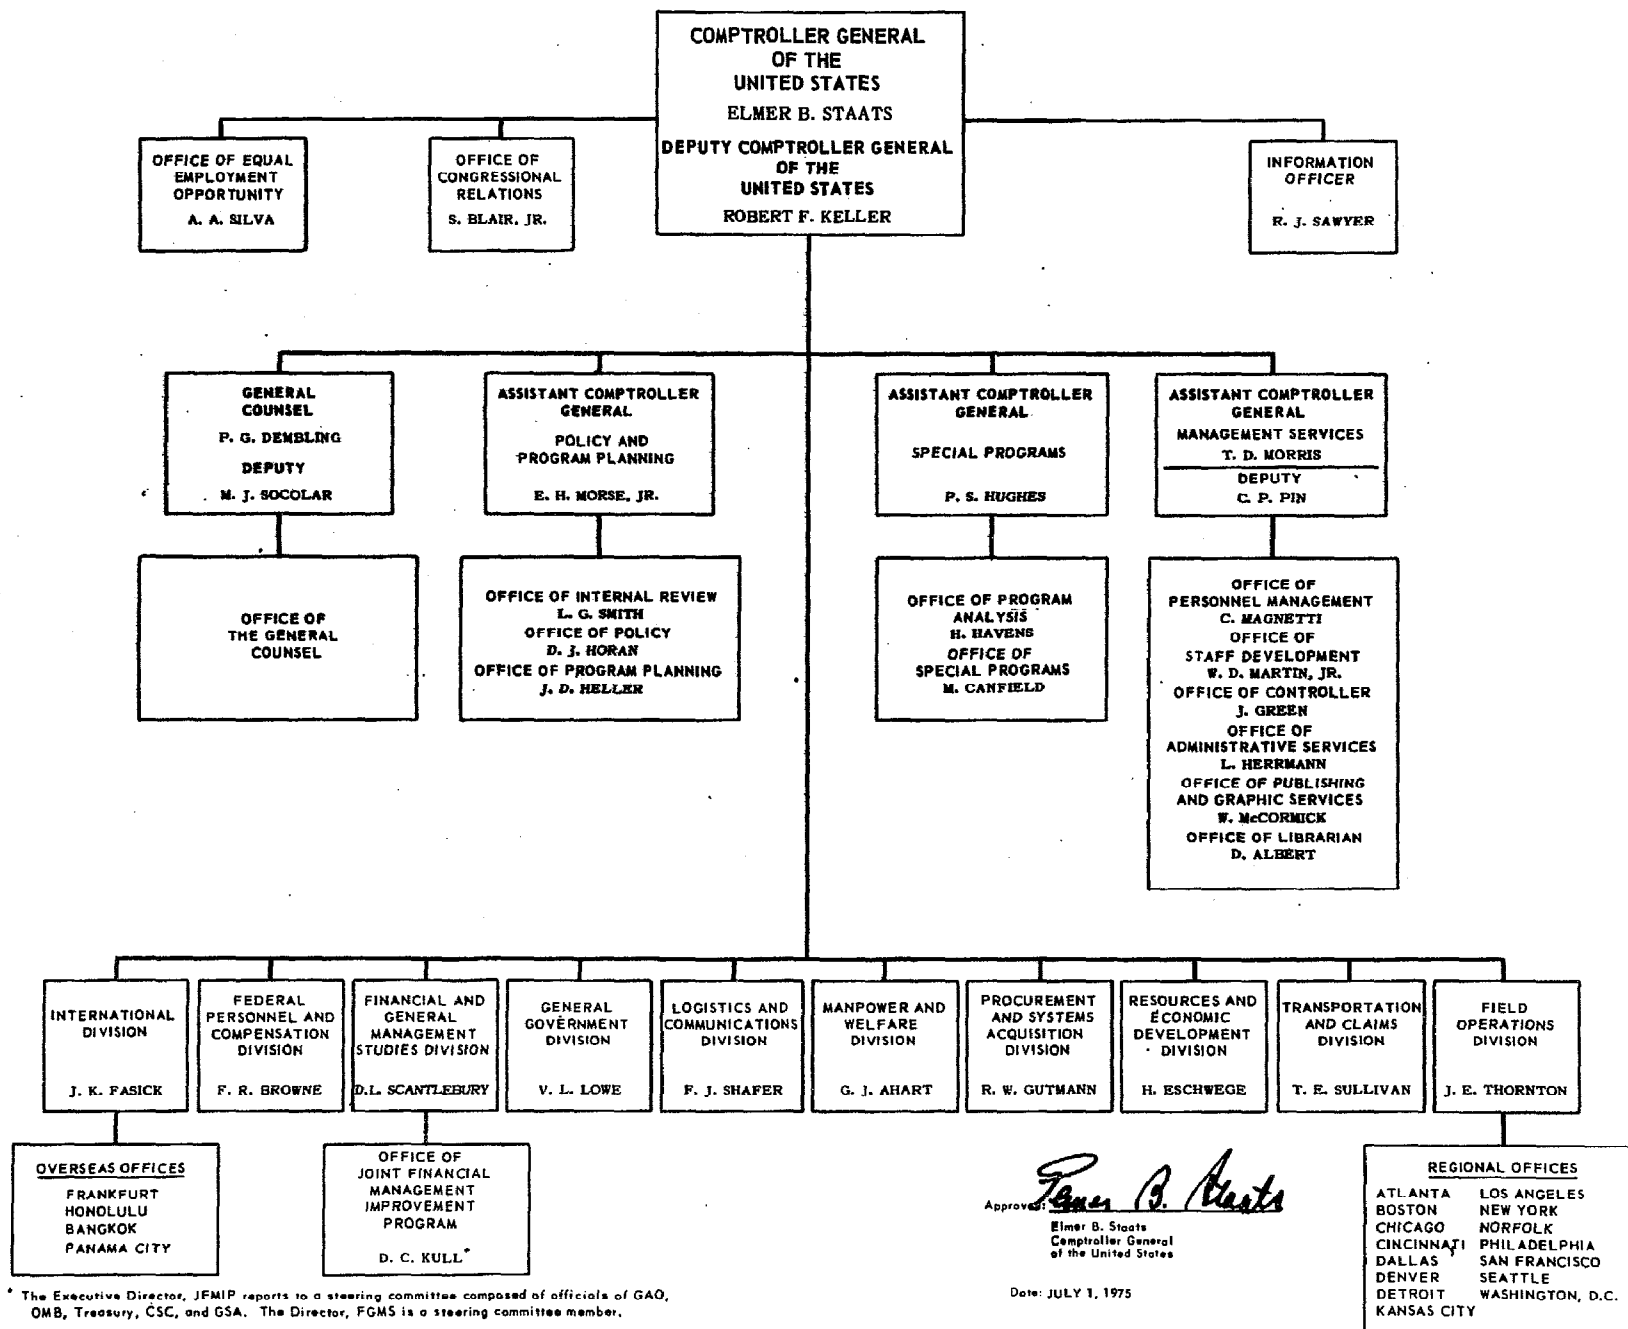 COMPTROLLER GENERAL
OF THE
UNITED STATES
ELMER B. STAATS
DEPUTY COMPTROLLER GENERAL
OF THE
UNITED STATES
ROBERT F. KELLER
OFFICE OF EQUAL
EMPLOYMENT
OPPORTUNITY
A. A. SILVA
OFFICE OF
CONGRESSIONAL
RELATIONS
S. BLAIR, JR.
INFORMATION
OFFICER
R. J. SAWYER
GENERAL
COUNSEL
P. G. DEMBLING
DEPUTY
M. J. SOCOLAR
ASSISTANT COMPTROLLER
GENERAL
POLICY AND
PROGRAM PLANNING
E. H. MORSE, JR.
ASSISTANT COMPTROLLER
GENERAL
SPECIAL PROGRAMS
P. S. HUGHES
ASSISTANT COMPTROLLER
GENERAL
MANAGEMENT SERVICES
T. D. MORRIS
DEPUTY
C. P. PIN
OFFICE OF
THE GENERAL
COUNSEL
OFFICE OF INTERNAL REVIEW
L. G. SMITH
OFFICE OF POLICY
D. J. HORAN
OFFICE OF PROGRAM PLANNING
J. D. HELLER
OFFICE OF PROGRAM
ANALYSIS
H. HAVENS
OFFICE OF
SPECIAL PROGRAMS
M. CANFIELD
OFFICE OF
PERSONNEL MANAGEMENT
C. MAGNETTI
OFFICE OF
STAFF DEVELOPMENT
W. D. MARTIN, JR.
OFFICE OF CONTROLLER
J. GREEN
OFFICE OF
ADMINISTRATIVE SERVICES
L. HERRMANN
OFFICE OF PUBLISHING
AND GRAPHIC SERVICES
W. McCORMICK
OFFICE OF LIBRARIAN
D. ALBERT
INTERNATIONAL
DIVISION
J. K. FASICK
FEDERAL
PERSONNEL AND
COMPENSATION
DIVISION
F. R. BROWNE
FINANCIAL AND
GENERAL
MANAGEMENT
STUDIES DIVISION
D.L. SCANTLEBURY
GENERAL
GOVERNMENT
DIVISION
V. L. LOWE
LOGISTICS AND
COMMUNICATIONS
DIVISION
F. J. SHAFER
MANPOWER AND
WELFARE
DIVISION
G. J. AHART
PROCUREMENT
AND SYSTEMS
ACQUISITION
DIVISION
R. W. GUTMANN
RESOURCES AND
ECONOMIC
DEVELOPMENT
DIVISION
H. ESCHWEGE
TRANSPORTATION
AND CLAIMS
DIVISION
T. E. SULLIVAN
FIELD
OPERATIONS
DIVISION
J. E. THORNTON
OVERSEAS OFFICES
FRANKFURT
HONOLULU
BANGKOK
PANAMA CITY
OFFICE OF
JOINT FINANCIAL
MANAGEMENT
IMPROVEMENT
PROGRAM
D. C. KULL*
Approved: Elmer B. Staats
Elmer B. Staats
Comptroller General
of the United States
Date: JULY 1, 1975
REGIONAL OFFICES
ATLANTA LOS ANGELES
BOSTON NEW YORK
CHICAGO NORFOLK
CINCINNATI PHILADELPHIA
DALLAS SAN FRANCISCO
DENVER SEATTLE
DETROIT WASHINGTON, D.C.
KANSAS CITY
* The Executive Director, JFMIP reports to a steering committee composed of officials of GAO,
OMB, Treasury, CSC, and GSA. The Director, FGMS is a steering committee member.